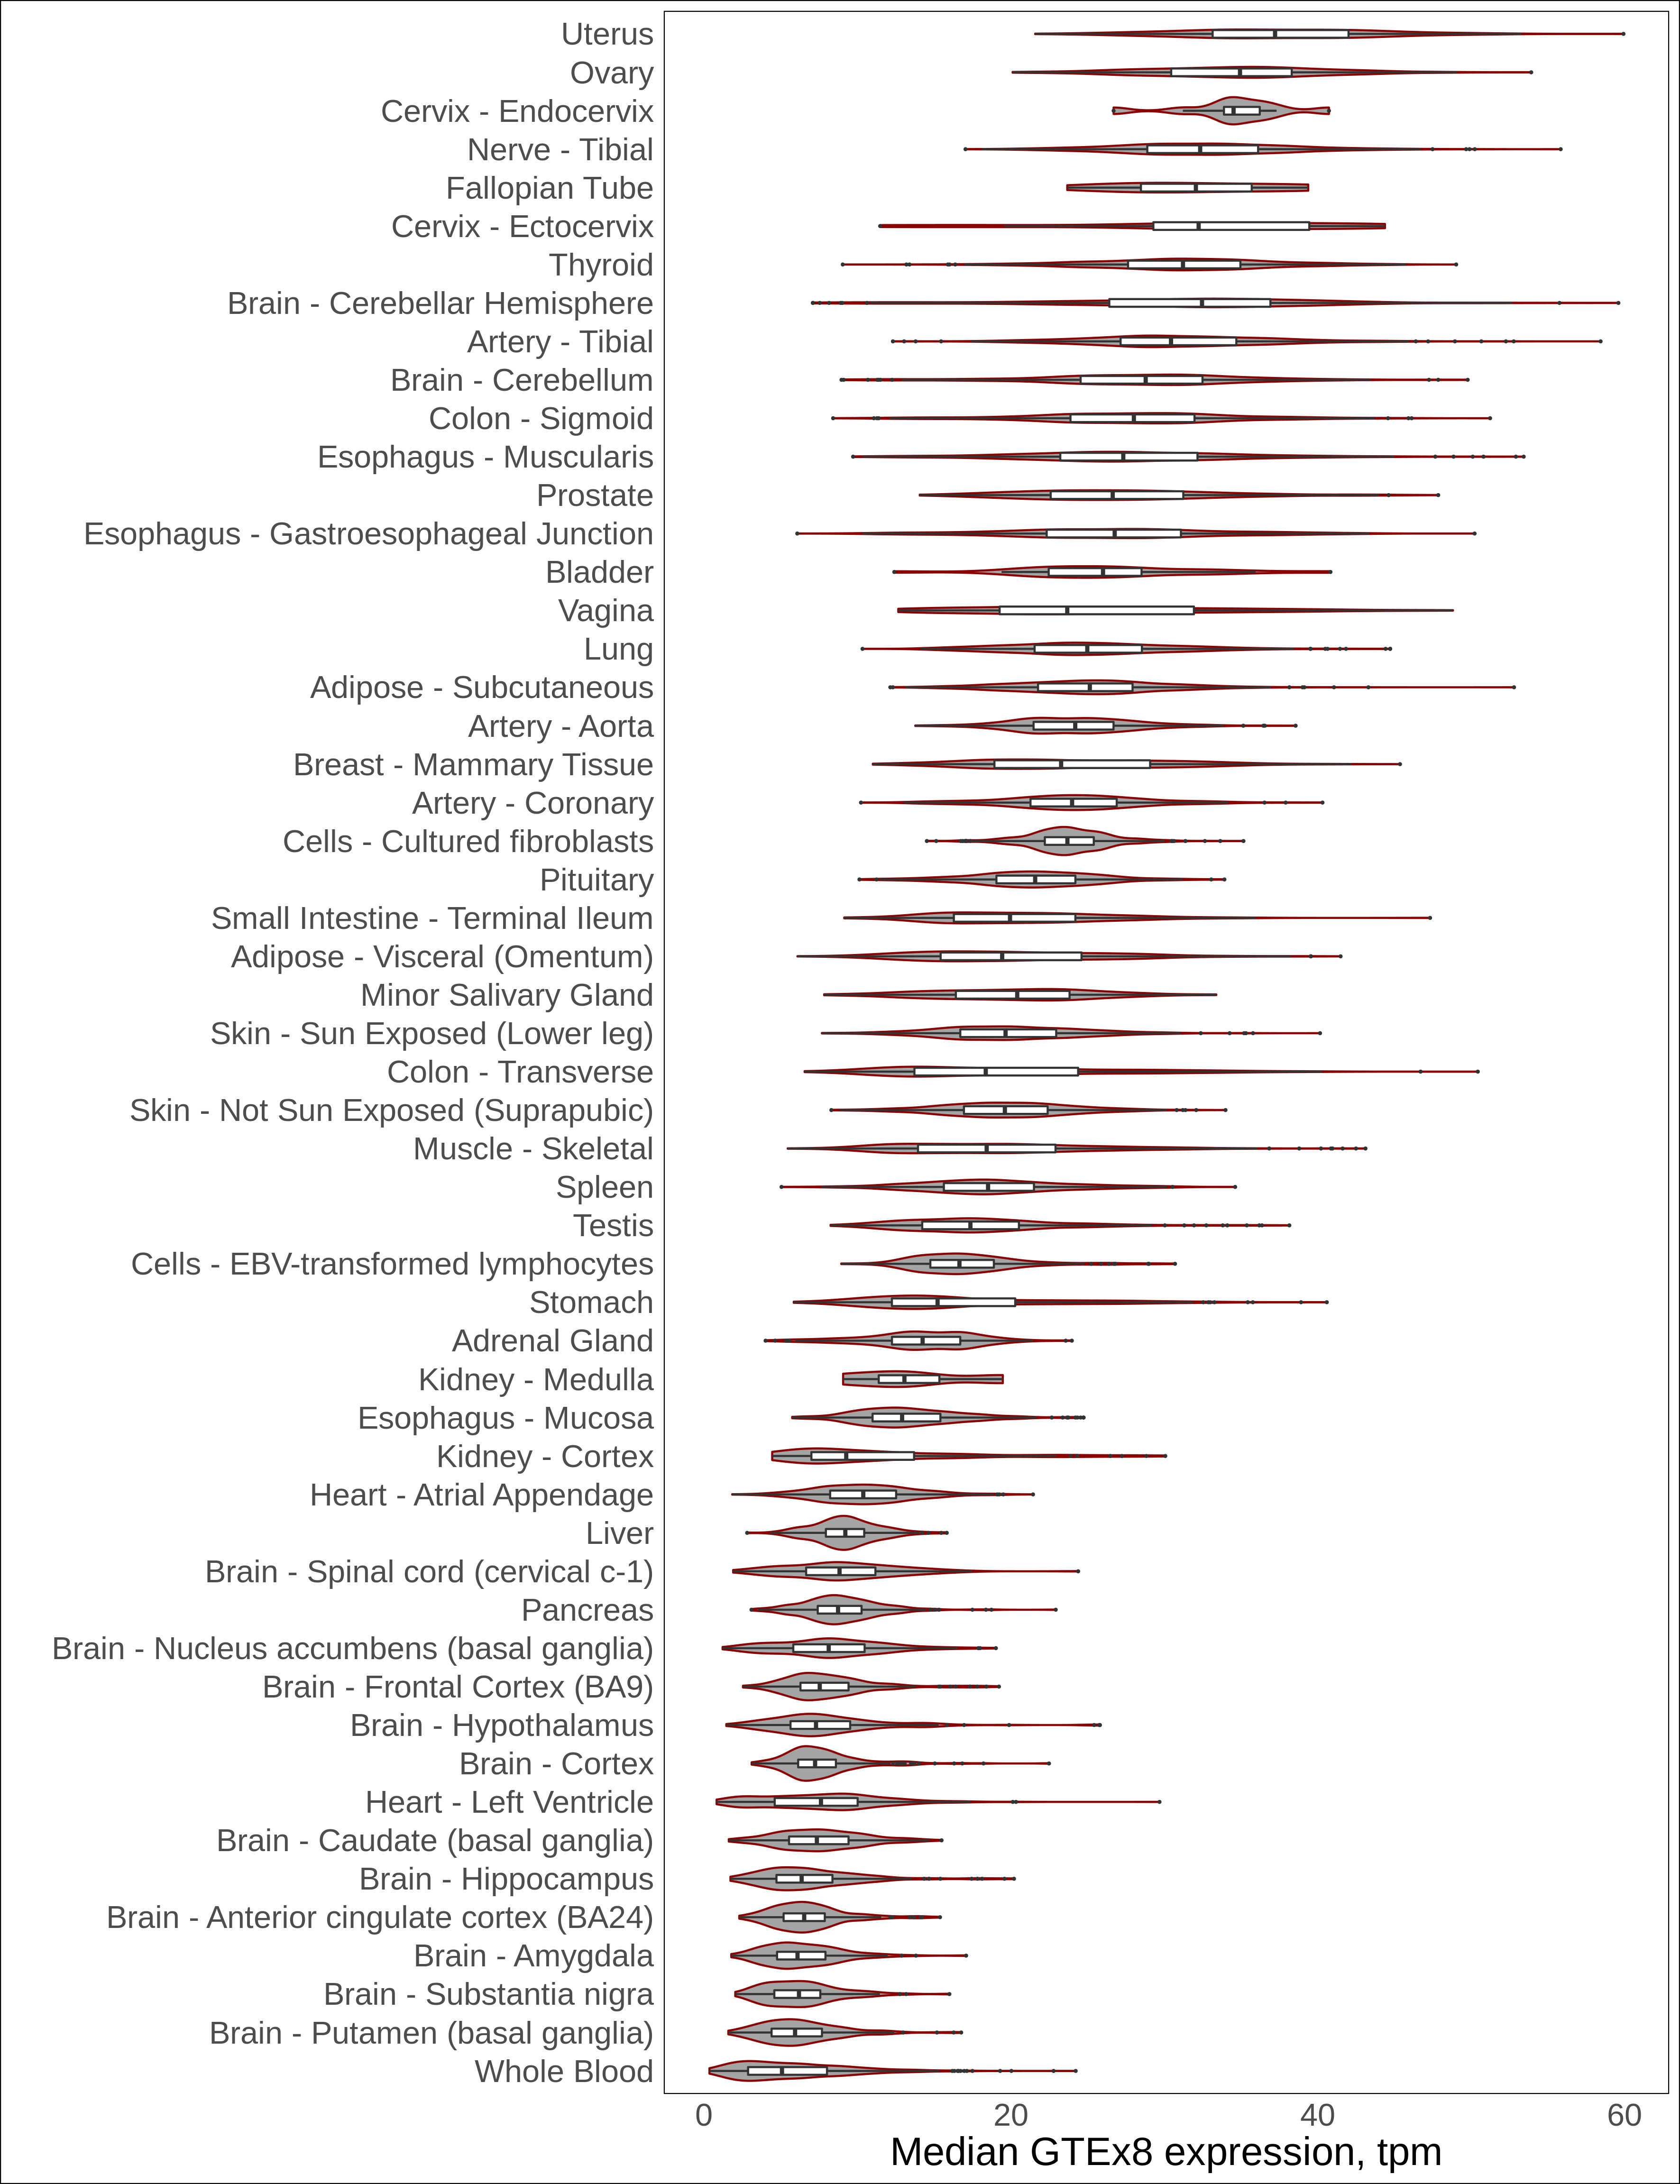 Uterus
Ovary
Cervix - Endocervix
Nerve - Tibial
Fallopian Tube
Cervix - Ectocervix
Thyroid
Brain - Cerebellar Hemisphere
Artery - Tibial
Brain - Cerebellum
Colon - Sigmoid
Esophagus - Muscularis
Prostate
Esophagus - Gastroesophageal Junction
Bladder
Vagina
Lung
Adipose - Subcutaneous
Artery - Aorta
Breast - Mammary Tissue
Artery - Coronary
Cells - Cultured fibroblasts
Pituitary
Small Intestine - Terminal Ileum
Adipose - Visceral (Omentum)
Minor Salivary Gland
Skin - Sun Exposed (Lower leg)
Colon - Transverse
Skin - Not Sun Exposed (Suprapubic)
Muscle - Skeletal
Spleen
Testis
Cells - EBV-transformed lymphocytes
Stomach
Adrenal Gland
Kidney - Medulla
Esophagus - Mucosa
Kidney - Cortex
Heart - Atrial Appendage
Liver
Brain - Spinal cord (cervical c-1)
Pancreas
Brain - Nucleus accumbens (basal ganglia)
Brain - Frontal Cortex (BA9)
Brain - Hypothalamus
Brain - Cortex
Heart - Left Ventricle
Brain - Caudate (basal ganglia)
Brain - Hippocampus
Brain - Anterior cingulate cortex (BA24)
Brain - Amygdala
Brain - Substantia nigra
Brain - Putamen (basal ganglia)
Whole Blood
0 20 40 60
Median GTEx8 expression, tpm